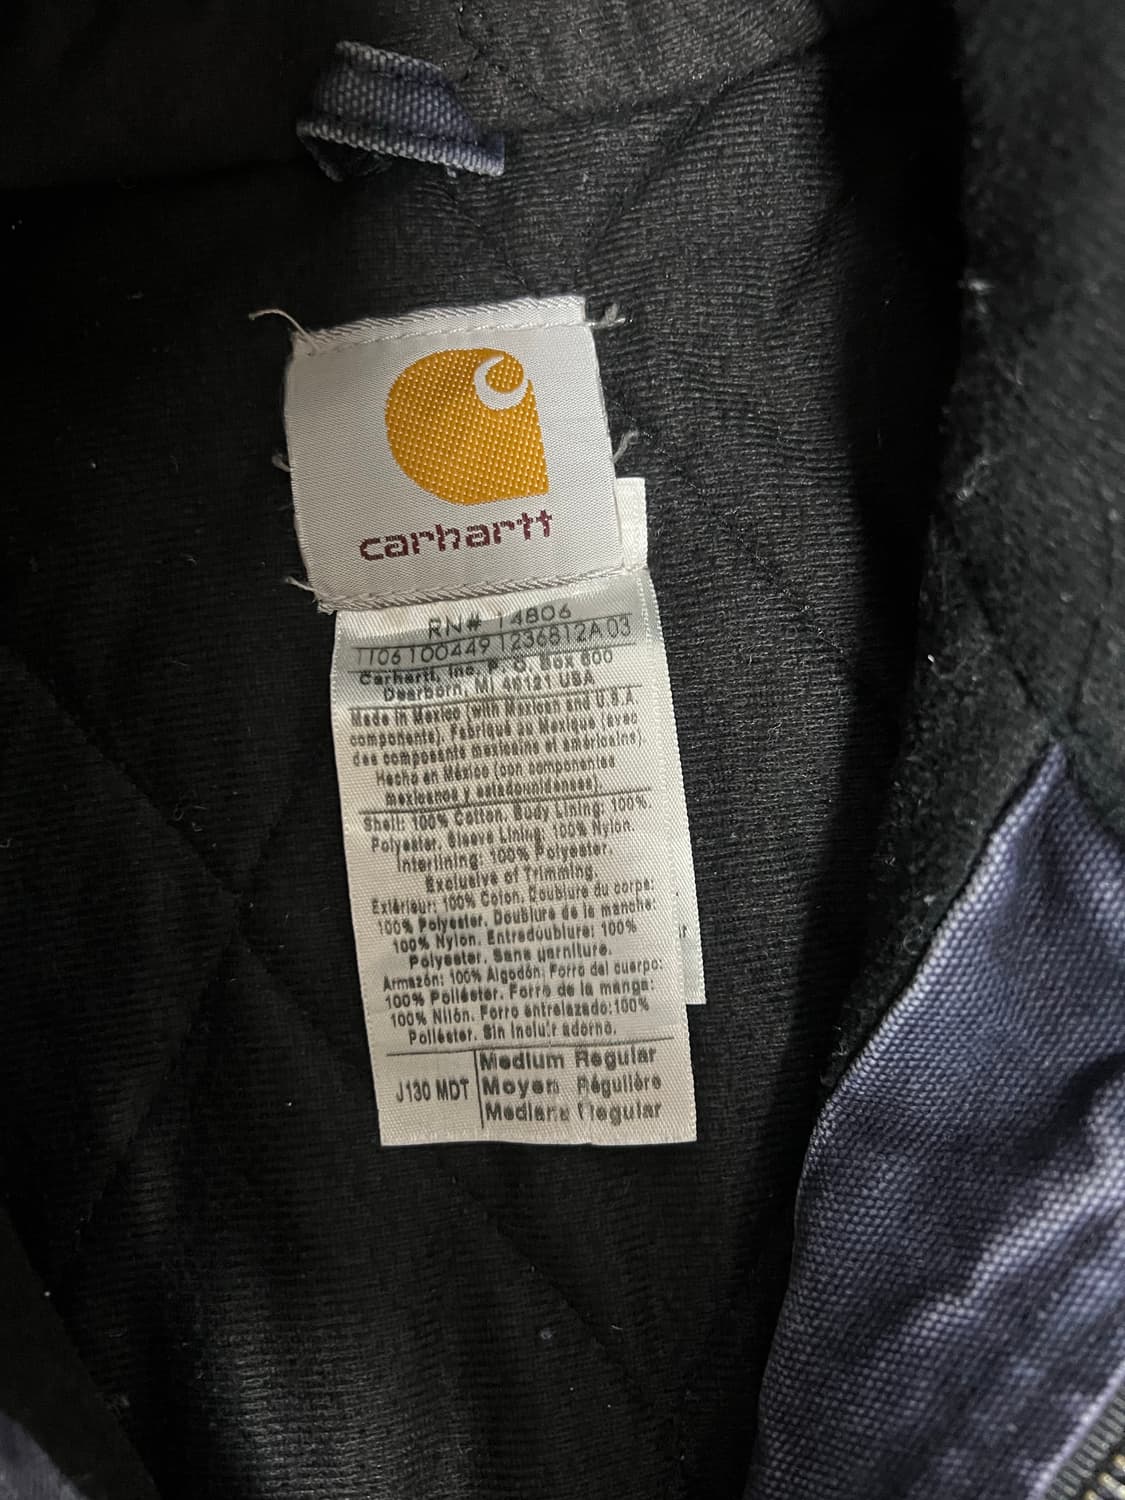 carhartt
RN# 14806
1106100449 1236812A 03
Carhartt, Inc. P. O. Box 600
Dearborn, MI 48121 USA
Made in Mexico (with Mexican and U.S.A
components). Fabriqué au Mexique (avec
des composants mexicains et américains)
Hecho en México (con componentes
mexicanos y estadounidenses)
Shell: 100% Cotton. Body Lining: 100%
Polyester. Sleeve Lining: 100% Nylon.
Interlining: 100% Polyester.
Exclusive of Trimming.
Extérieur: 100% Coton. Doublure du corps:
100% Polyester. Doublure de la manche:
100% Nylon. Entredoublure: 100%
Polyester. Sans garniture.
Armazón: 100% Algodón. Forro del cuerpo:
100% Poliéster. Forro de la manga:
100% Nilón. Forro entrelazado: 100%
Poliéster. Sin incluir adorno.
J130 MDT
Medium Regular
Moyen Régulière
Mediana Regular